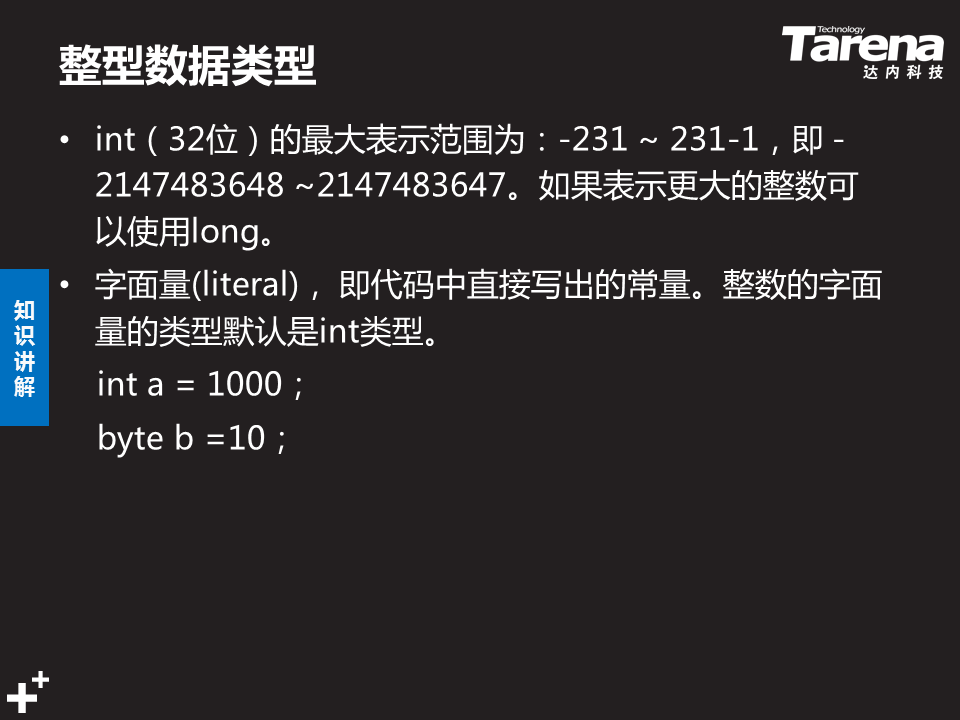 整型数据类型
Technology
Tarena
达内科技
• int（32位）的最大表示范围为：-231 ~ 231-1，即 -
2147483648 ~2147483647。如果表示更大的整数可
以使用long。
• 字面量(literal)， 即代码中直接写出的常量。整数的字面
量的类型默认是int类型。
int a = 1000；
byte b =10；
知
识
讲
解